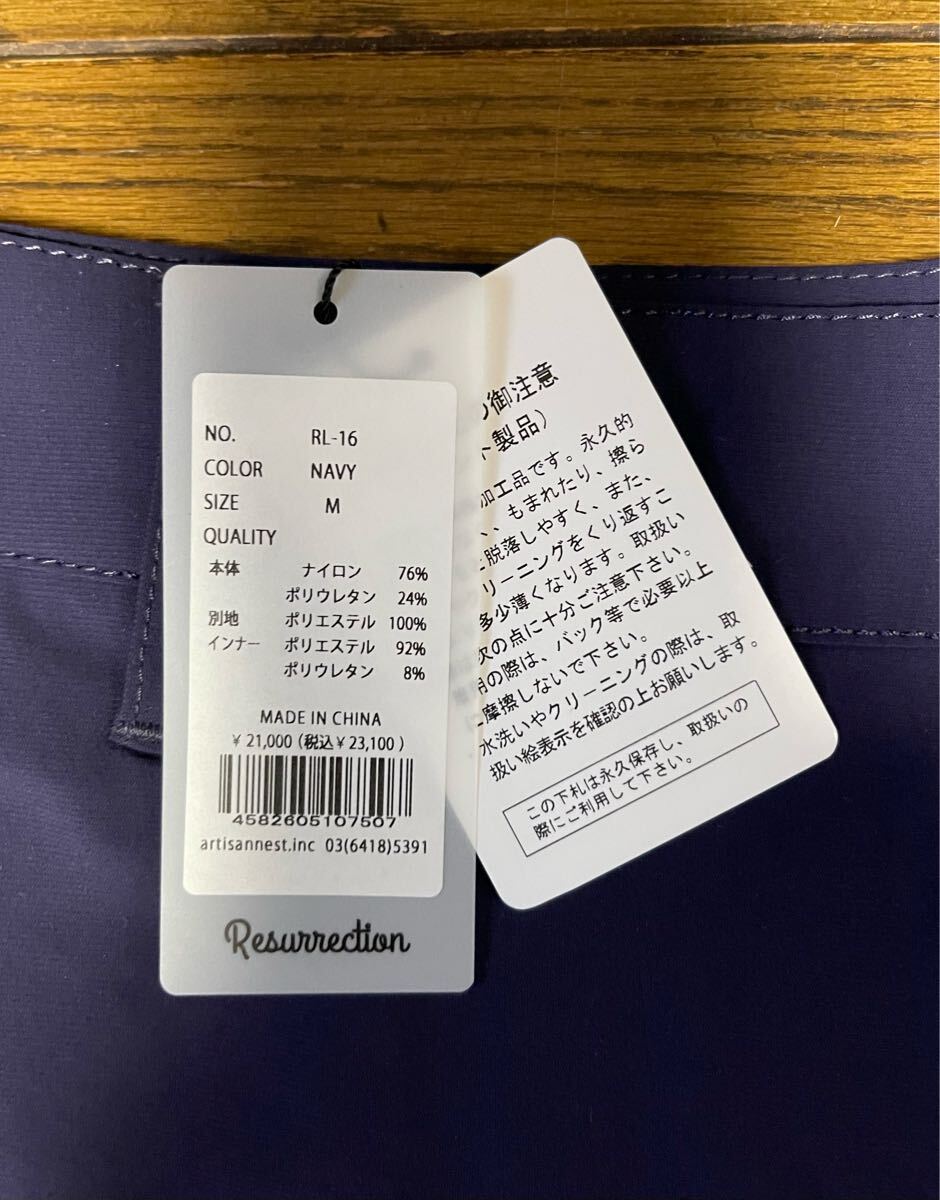 NO. RL-16
COLOR NAVY
SIZE M
QUALITY
本体 ナイロン 76%
ポリウレタン 24%
別地 ポリエステル 100%
インナー ポリエステル 92%
ポリウレタン 8%
MADE IN CHINA
¥ 21,000 (税込¥ 23,100 )
4582605107507
artisannest.inc 03(6418)5391
Resurrection
御注意
製品）
加工品です。永久的
、もまれたり、擦ら
脱落しやすく、また、
リーニングをくり返すこ
多少薄くなります。取扱い
次の点に十分ご注意下さい。
用の際は、バック等で必要以上
に摩擦しないで下さい。
水洗いやクリーニングの際は、取
扱い絵表示を確認の上お願いします。
この下札は永久保存し、取扱いの
際にご利用して下さい。